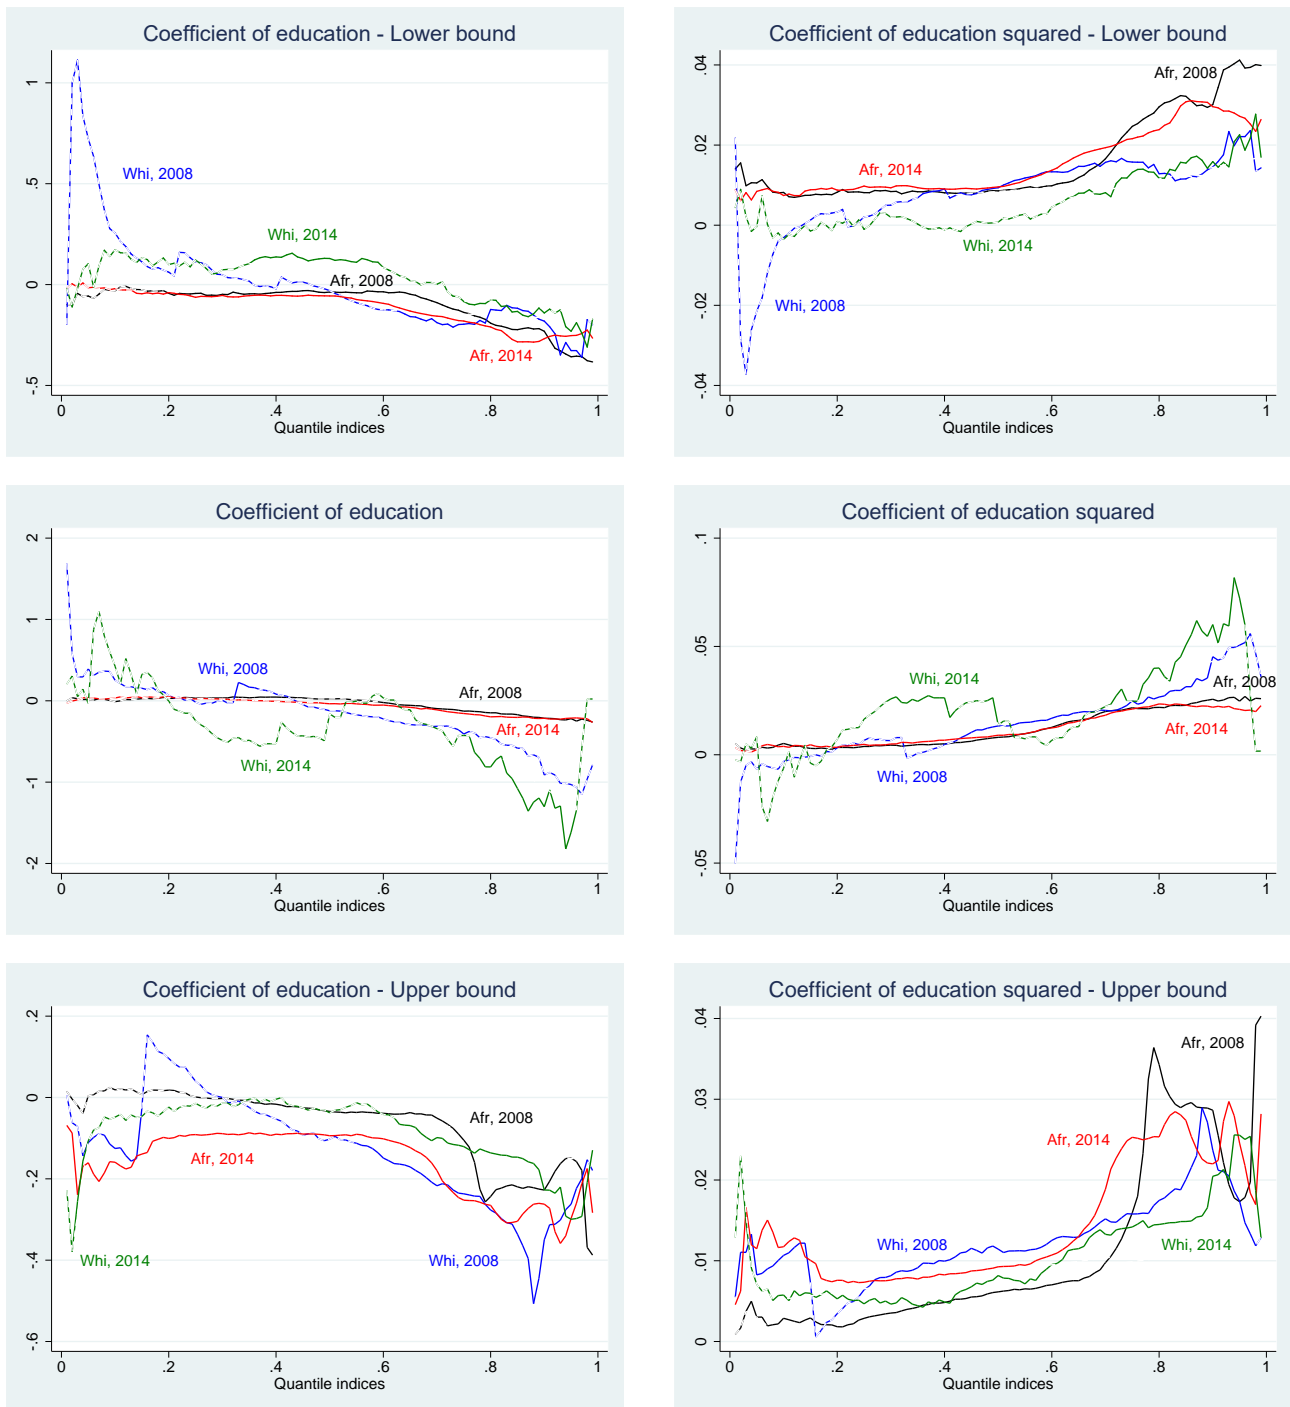 Coefficient of education - Lower bound
1
.5
0
-.5
Whi, 2008
Whi, 2014
Afr, 2008
Afr, 2014
0 .2 .4 .6 .8 1
Quantile indices
Coefficient of education squared - Lower bound
.04
.02
0
-.02
-.04
Afr, 2008
Afr, 2014
Whi, 2014
Whi, 2008
0 .2 .4 .6 .8 1
Quantile indices
Coefficient of education
2
1
0
-1
-2
Whi, 2008
Afr, 2008
Afr, 2014
Whi, 2014
0 .2 .4 .6 .8 1
Quantile indices
Coefficient of education squared
.1
.05
0
-.05
Whi, 2014
Afr, 2008
Afr, 2014
Whi, 2008
0 .2 .4 .6 .8 1
Quantile indices
Coefficient of education - Upper bound
.2
0
-.2
-.4
-.6
Afr, 2008
Afr, 2014
Whi, 2014
Whi, 2008
0 .2 .4 .6 .8 1
Quantile indices
Coefficient of education squared - Upper bound
.04
.03
.02
.01
0
Afr, 2008
Afr, 2014
Whi, 2008
Whi, 2014
0 .2 .4 .6 .8 1
Quantile indices